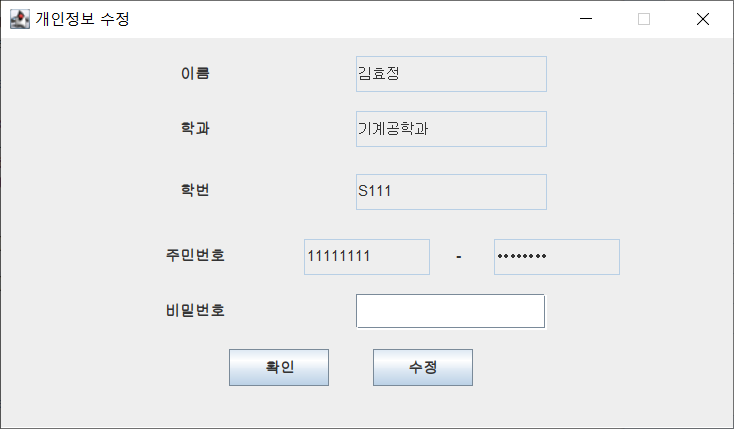 개인정보 수정
이름 김효정
학과 기계공학과
학번 S111
주민번호 11111111 - ••••••••
비밀번호
확인 수정